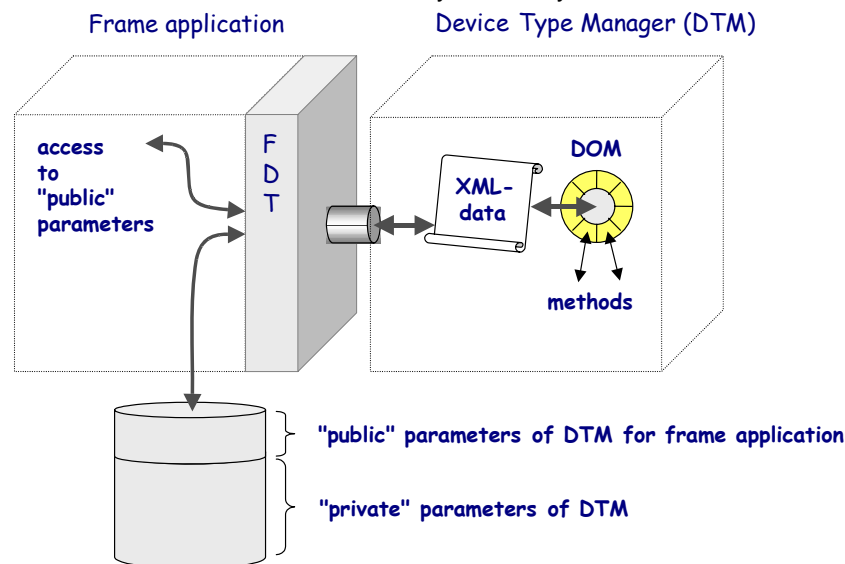 Frame application
Device Type Manager (DTM)
access
to
"public"
parameters
F
D
T
XML-
data
DOM
methods
"public" parameters of DTM for frame application
"private" parameters of DTM